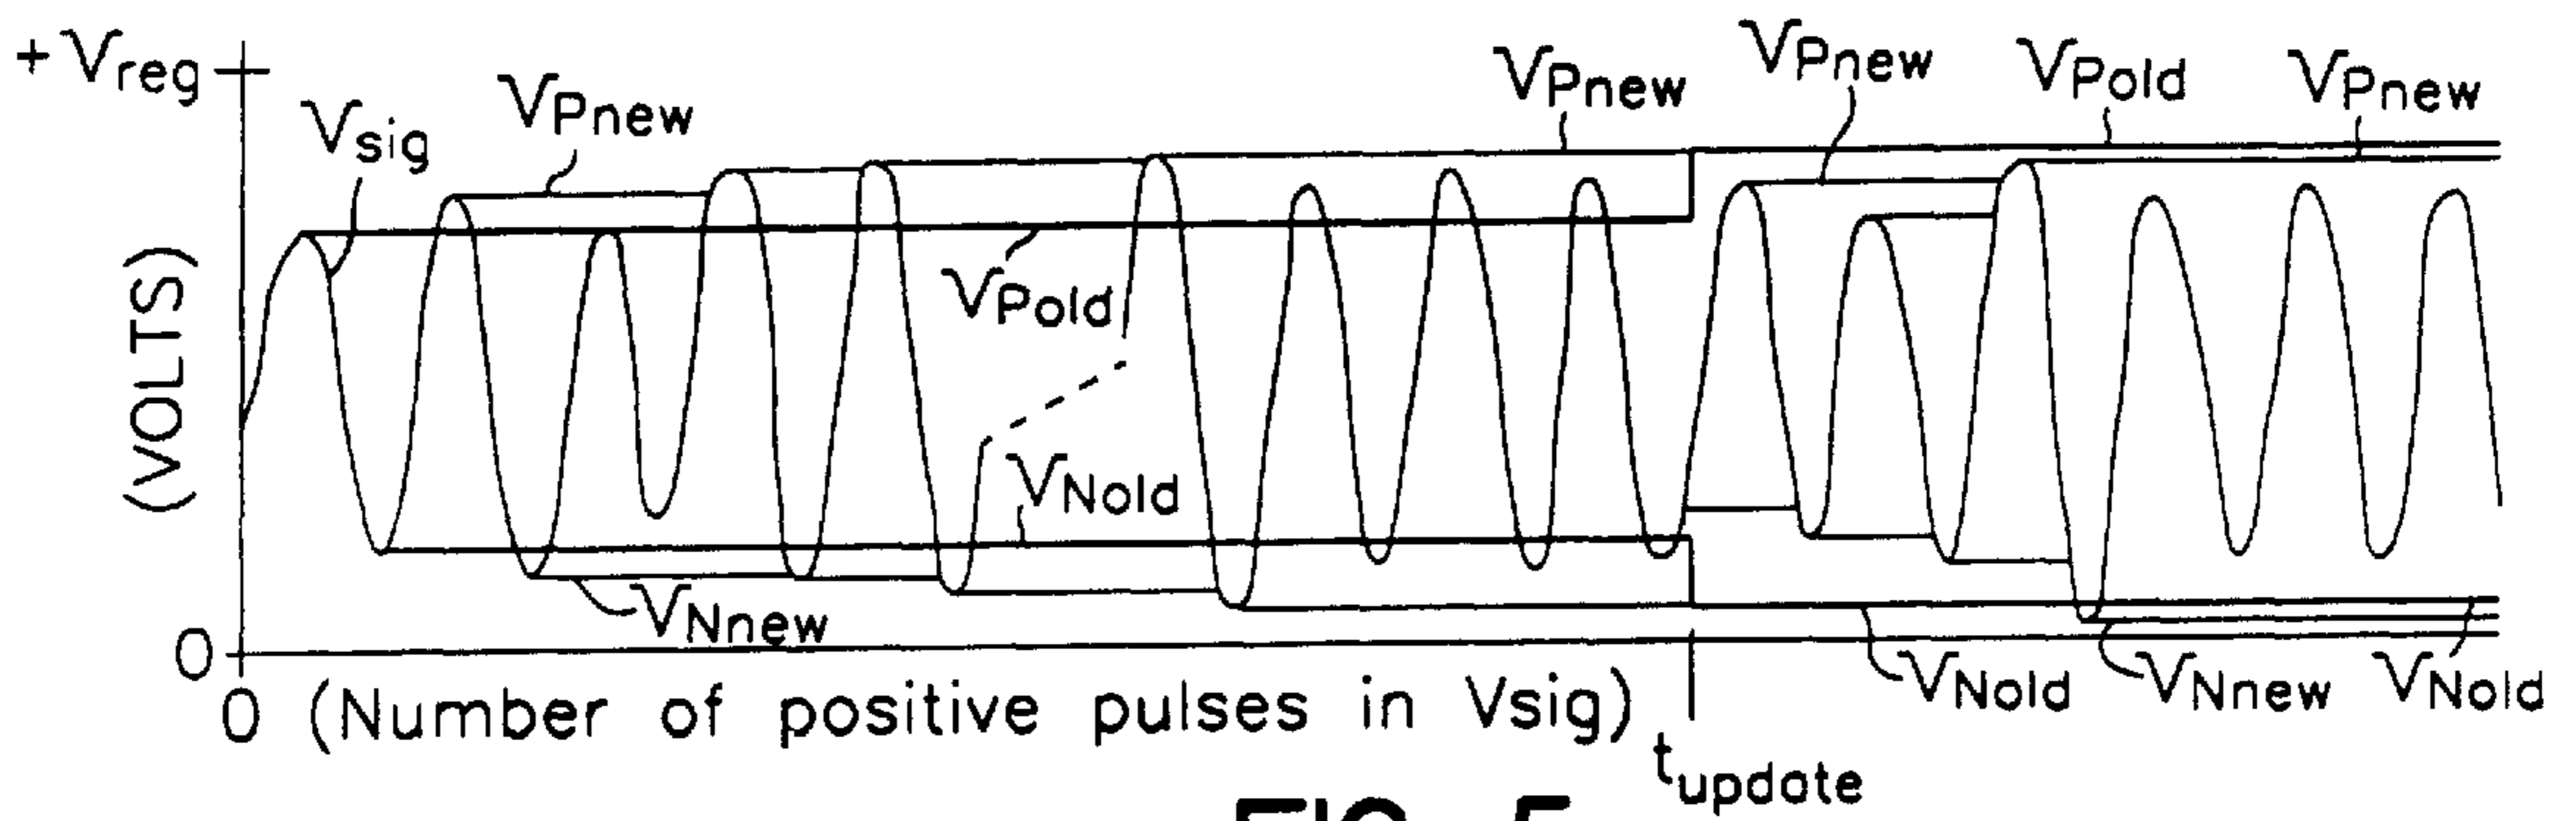 +Vreg
Vsig
VPnew
VPnew
VPnew
VPold
VPnew
(VOLTS)
VPold
VNold
VNnew
0
VNold
VNnew
VNold
0 (Number of positive pulses in Vsig)
tupdate